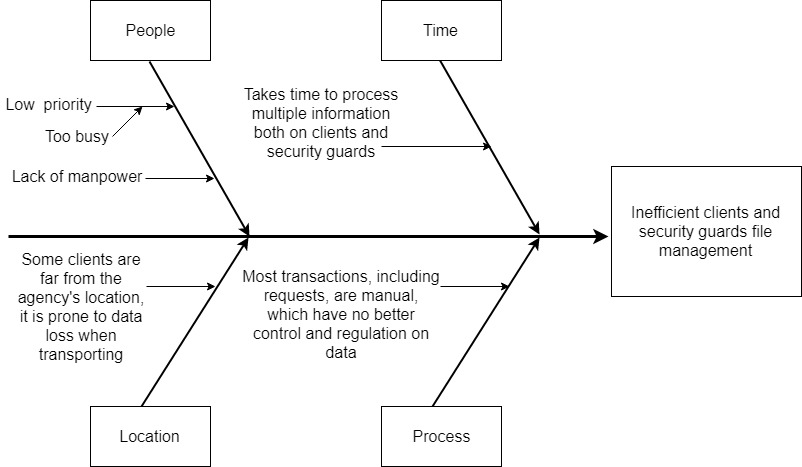 People
Time
Low priority
Too busy
Lack of manpower
Takes time to process
multiple information
both on clients and
security guards
Inefficient clients and
security guards file
management
Some clients are
far from the
agency's location,
it is prone to data
loss when
transporting
Most transactions, including
requests, are manual,
which have no better
control and regulation on
data
Location
Process